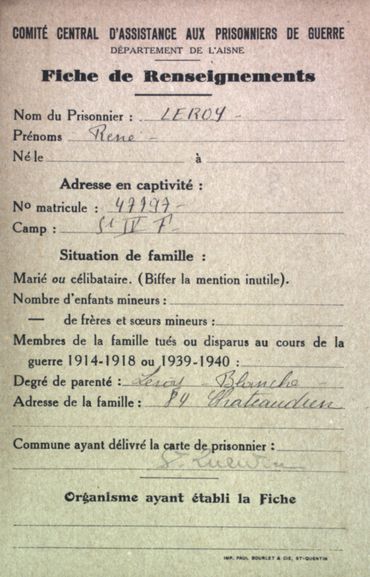 COMITÉ CENTRAL D'ASSISTANCE AUX PRISONNIERS DE GUERRE
DÉPARTEMENT DE L'AISNE
Fiche de Renseignements
Nom du Prisonnier : LEROY -
Prénoms René -
Né le à
Adresse en captivité :
No matricule : 47197 -
Camp : St IV F
Situation de famille :
Marié ou célibataire. (Biffer la mention inutile).
Nombre d'enfants mineurs :
— de frères et sœurs mineurs :
Membres de la famille tués ou disparus au cours de la
guerre 1914-1918 ou 1939-1940 :
Degré de parenté : Leroy - Blanche -
Adresse de la famille : 84 Chateaudun
Commune ayant délivré la carte de prisonnier :
St Quentin
Organisme ayant établi la Fiche
IMP. PAUL BOURLET & CIE, ST-QUENTIN